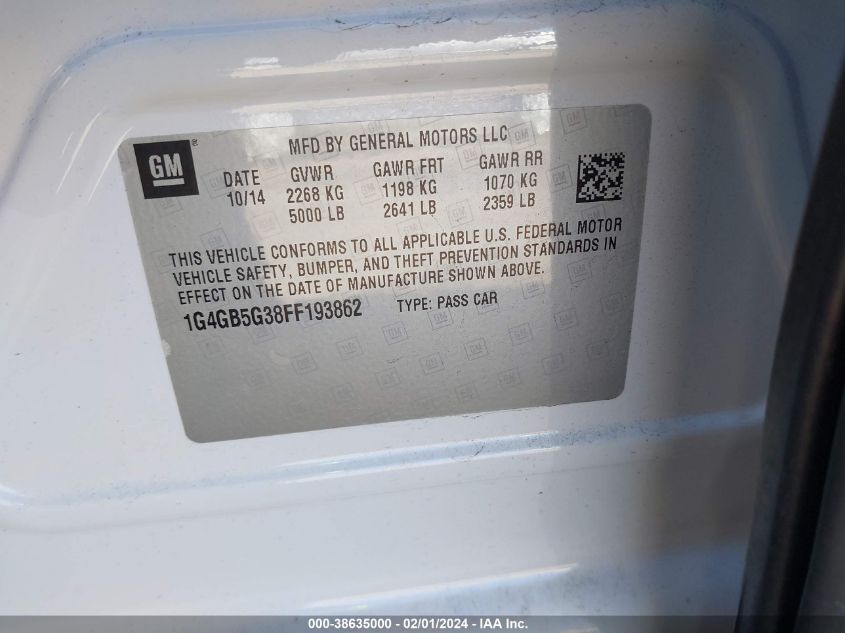 MFD BY GENERAL MOTORS LLC
GM ®
DATE GVWR GAWR FRT GAWR RR
10/14 2268 KG 1198 KG 1070 KG
5000 LB 2641 LB 2359 LB
THIS VEHICLE CONFORMS TO ALL APPLICABLE U.S. FEDERAL MOTOR
VEHICLE SAFETY, BUMPER, AND THEFT PREVENTION STANDARDS IN
EFFECT ON THE DATE OF MANUFACTURE SHOWN ABOVE.
1G4GB5G38FF193862 TYPE: PASS CAR
000-38635000 - 02/01/2024 - IAA Inc.